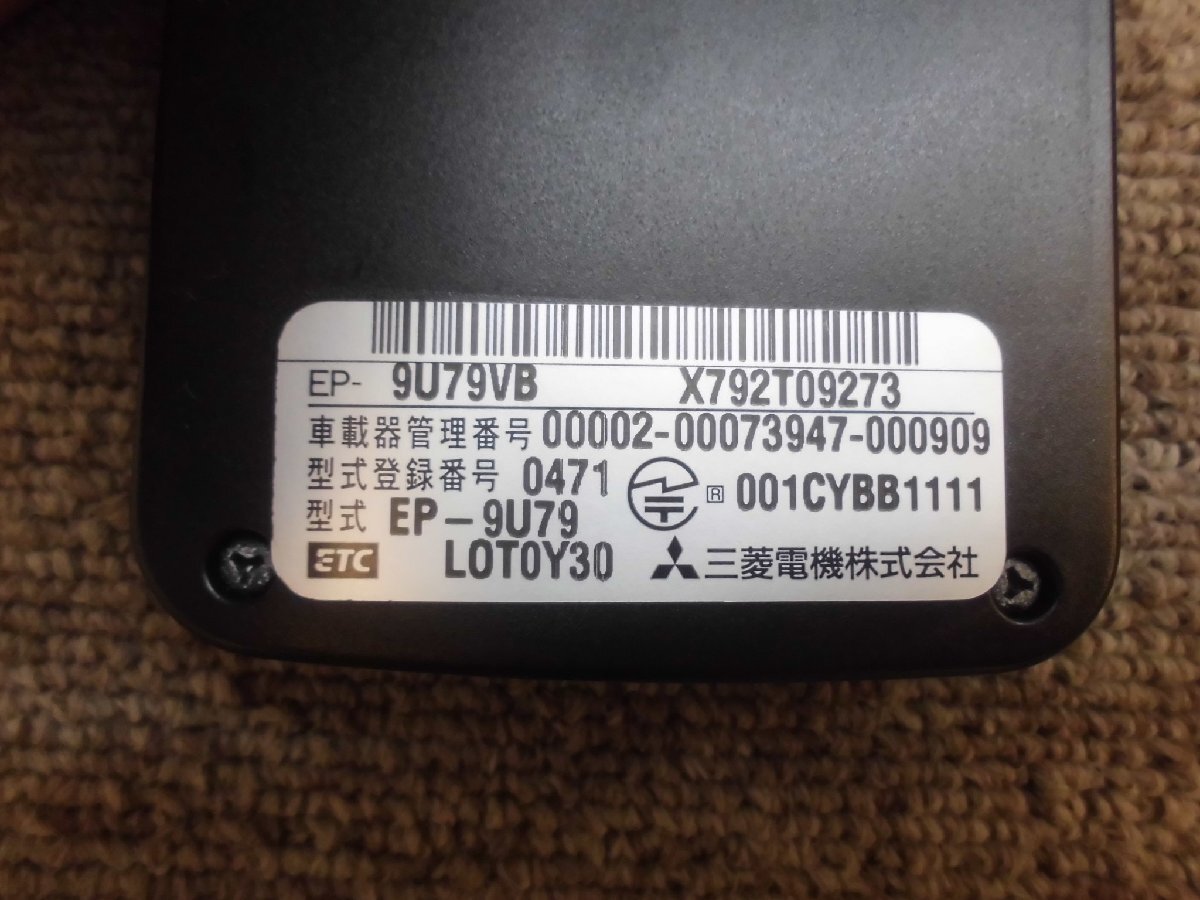 EP- 9U79VB X792T09273
車載器管理番号 00002-00073947-000909
型式登録番号 0471 R 001CYBB1111
型式 EP-9U79
ETC LOT0Y30 三菱電機株式会社